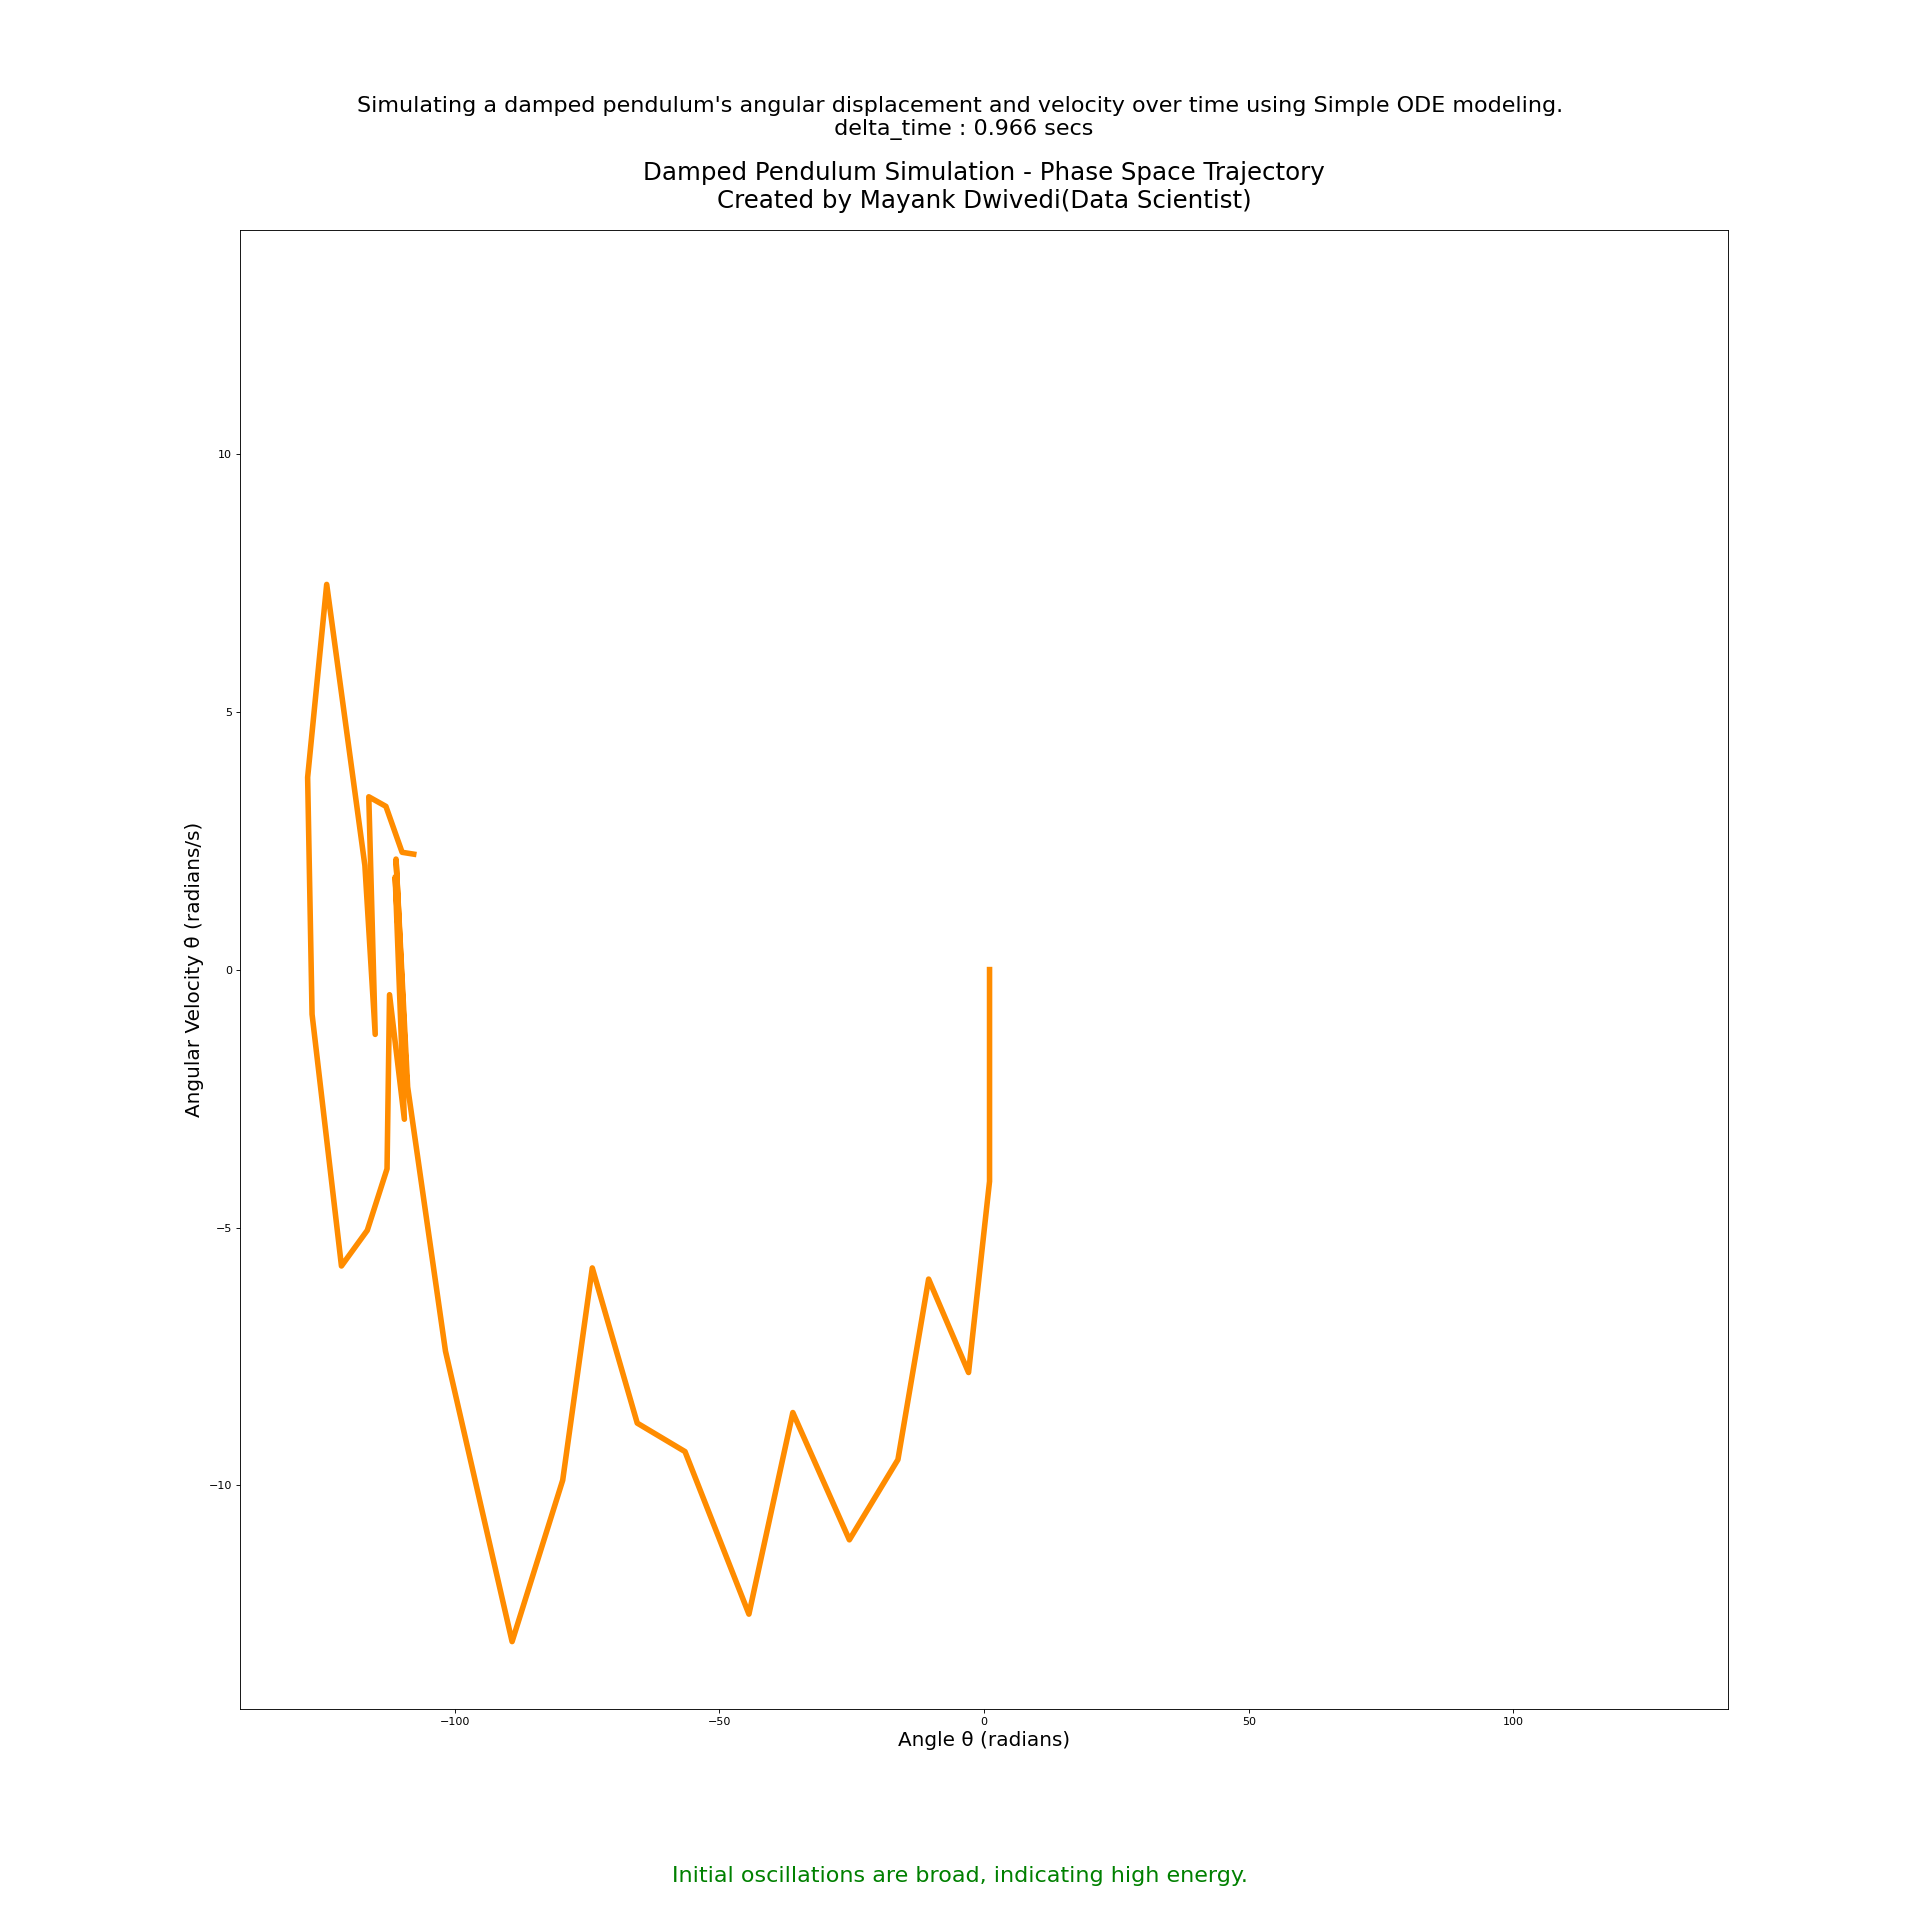 Simulating a damped pendulum's angular displacement and velocity over time using Simple ODE modeling.
delta_time : 0.966 secs
Damped Pendulum Simulation - Phase Space Trajectory
Created by Mayank Dwivedi(Data Scientist)
10
5
0
−5
−10
Angular Velocity θ (radians/s)
−100
−50
0
50
100
Angle θ (radians)
Initial oscillations are broad, indicating high energy.